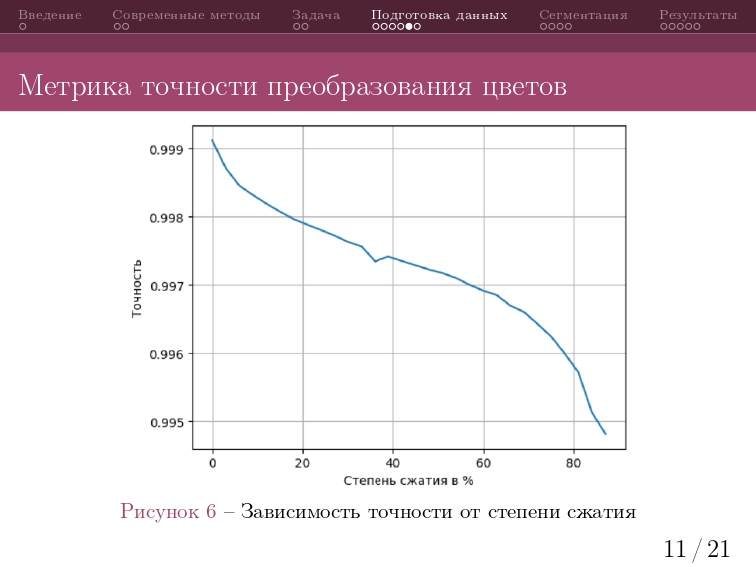 Введение Современные методы Задача Подготовка данных Сегментация Результаты
Метрика точности преобразования цветов
0.999
0.998
0.997
0.996
0.995
Точность
0 20 40 60 80
Степень сжатия в %
Рисунок 6 – Зависимость точности от степени сжатия
11 / 21